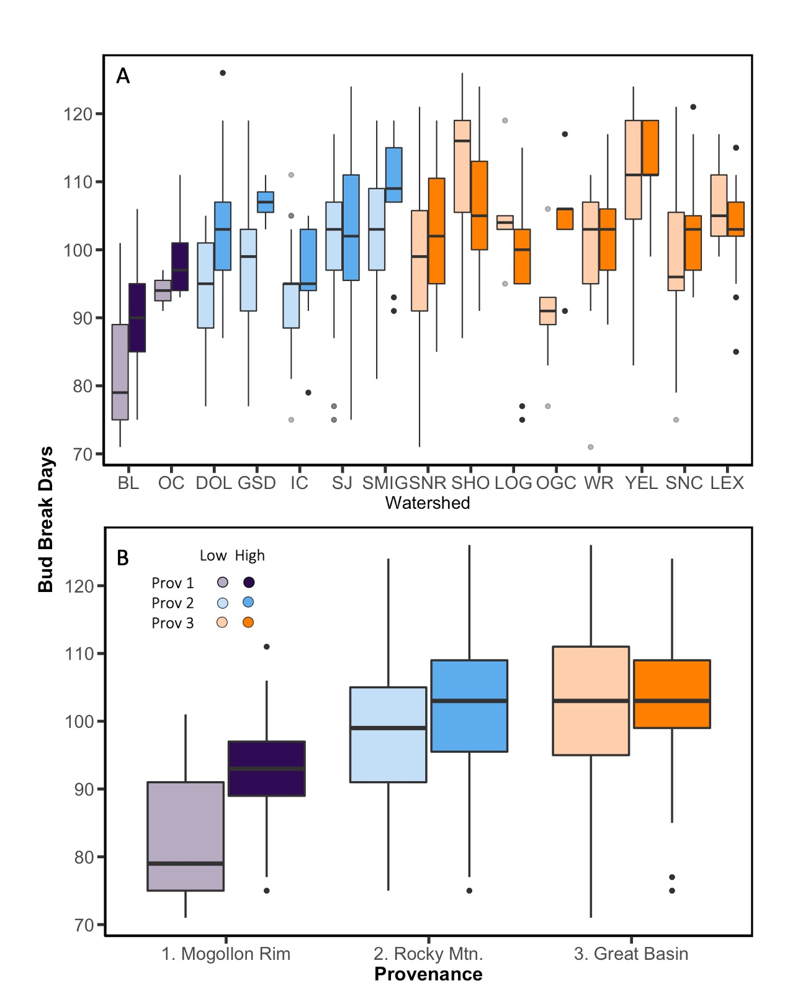 A
120
110
100
90
80
70
BL OC DOL GSD IC SJ SMIG SNR SHO LOG OGC WR YEL SNC LEX
Watershed
Bud Break Days
B
Low High
Prov 1
Prov 2
Prov 3
120
110
100
90
80
70
1. Mogollon Rim 2. Rocky Mtn. 3. Great Basin
Provenance